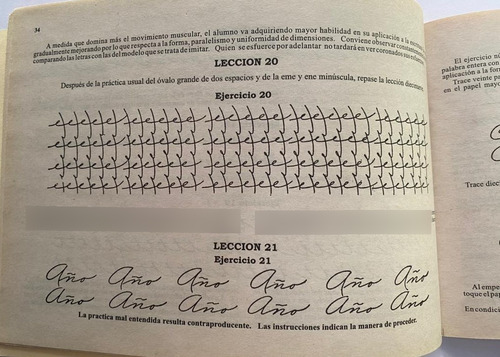 34
A medida que domina más el movimiento muscular, el alumno va adquiriendo mayor habilidad en su aplicación a la
gradualmente mejorando por lo que respecta a la forma, paralelismo y uniformidad de dimensiones. Conviene observar
comparando las letras con las del modelo que se trata de imitar. Quien se esfuerce por adelantar no tardará en ver coronados sus
LECCION 20
Después de la práctica usual del óvalo grande de dos espacios y de la eme y ene minúscula, repase la lección
Ejercicio 20
LECCION 21
Ejercicio 21
Año Año Año Año Año Año
Año Año Año Año Año Año
La practica mal entendida resulta contraproducente. Las instrucciones indican la manera de proceder.
El ejercicio
palabra entera con
aplicación a la
Trace veinte
en el papel
Trace
Al
toque el
En